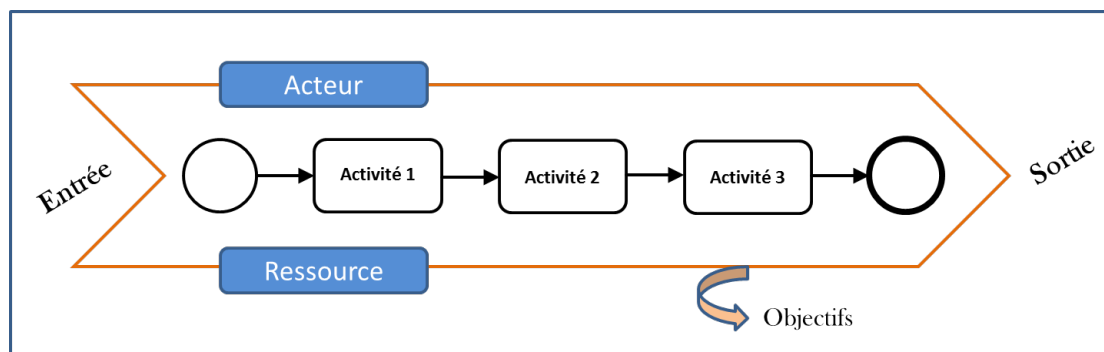 Acteur
Entrée
Activité 1
Activité 2
Activité 3
Sortie
Ressource
Objectifs